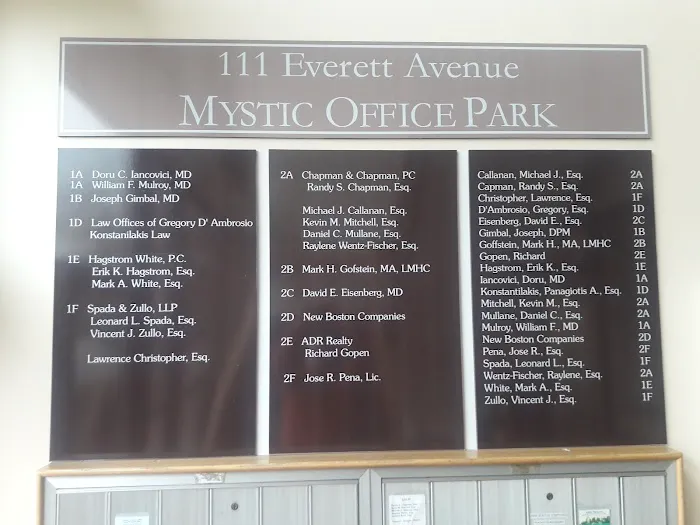 111 Everett Avenue
MYSTIC OFFICE PARK
1A Doru C. Iancovici, MD
1A William F. Mulroy, MD
1B Joseph Gimbal, MD
1D Law Offices of Gregory D' Ambrosio
Konstanilakis Law
1E Hagstrom White, P.C.
Erik K. Hagstrom, Esq.
Mark A. White, Esq.
1F Spada & Zullo, LLP
Leonard L. Spada, Esq.
Vincent J. Zullo, Esq.
Lawrence Christopher, Esq.
2A Chapman & Chapman, PC
Randy S. Chapman, Esq.
Michael J. Callanan, Esq.
Kevin M. Mitchell, Esq.
Daniel C. Mullane, Esq.
Raylene Wentz-Fischer, Esq.
2B Mark H. Gofstein, MA, LMHC
2C David E. Eisenberg, MD
2D New Boston Companies
2E ADR Realty
Richard Gopen
2F Jose R. Pena, Lic.
Callanan, Michael J., Esq. 2A
Capman, Randy S., Esq. 2A
Christopher, Lawrence, Esq. 1F
D'Ambrosio, Gregory, Esq. 1D
Eisenberg, David E., Esq. 2C
Gimbal, Joseph, DPM 1B
Goffstein, Mark H., MA, LMHC 2B
Gopen, Richard 2E
Hagstrom, Erik K., Esq. 1E
Iancovici, Doru, MD 1A
Konstantilakis, Panagiotis A., Esq. 1D
Mitchell, Kevin M., Esq. 2A
Mullane, Daniel C., Esq. 2A
Mulroy, William F., MD 1A
New Boston Companies 2D
Pena, Jose R., Esq. 2F
Spada, Leonard L., Esq. 1F
Wentz-Fischer, Raylene, Esq. 2A
White, Mark A., Esq. 1E
Zullo, Vincent J., Esq. 1F